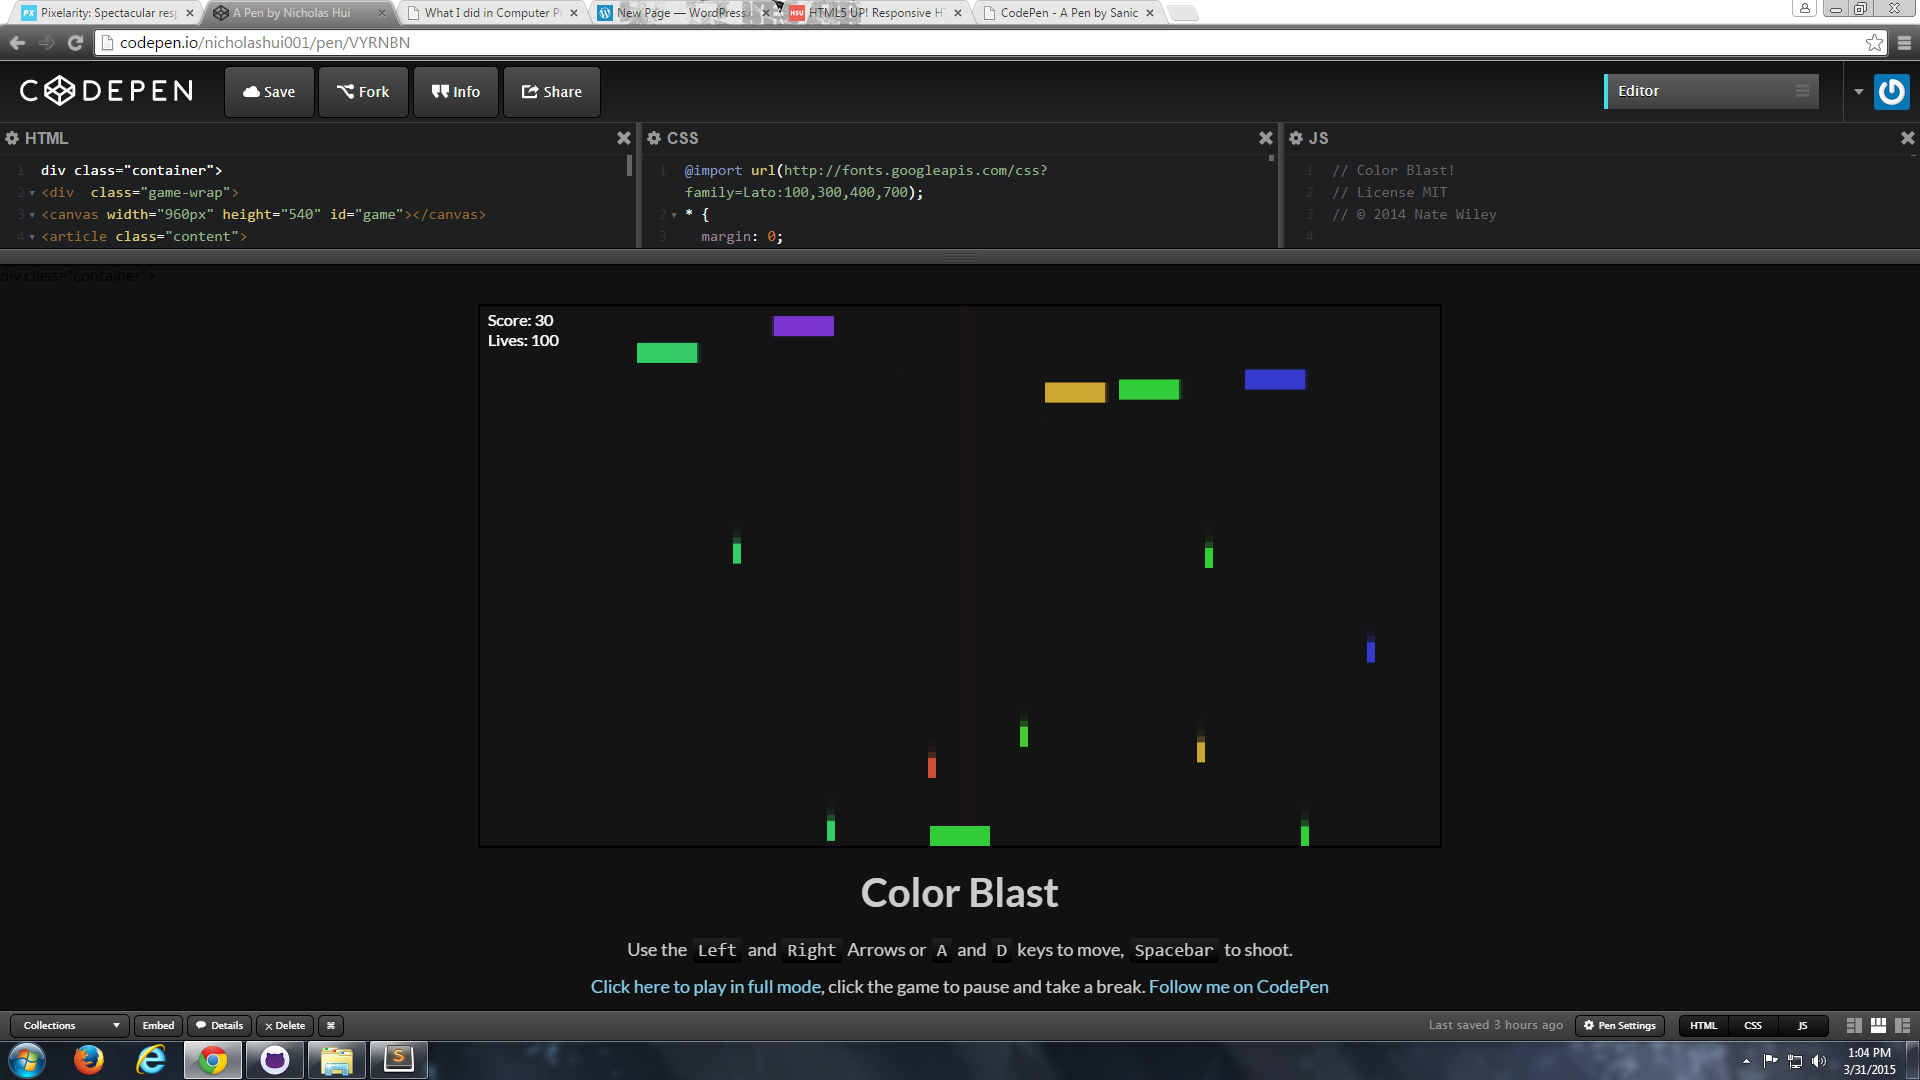 Pixelarity: Spectacular resp
A Pen by Nicholas Hui
What I did in Computer P
New Page — WordPress.
HTML5 UP! Responsive HT
CodePen - A Pen by Sanic
codepen.io/nicholashui001/pen/VYRNBN
CODEPEN
Save
Fork
Info
Share
Editor
HTML
1 div class="container">
2 <div  class="game-wrap">
3 <canvas width="960px" height="540" id="game"></canvas>
4 <article class="content">
CSS
1 @import url(http://fonts.googleapis.com/css?
family=Lato:100,300,400,700);
2 * {
3 margin: 0;
JS
1 // Color Blast!
2 // License MIT
3 // © 2014 Nate Wiley
4
div class="container">
Score: 30
Lives: 100
Color Blast
Use the Left and Right Arrows or A and D keys to move, Spacebar to shoot.
Click here to play in full mode, click the game to pause and take a break. Follow me on CodePen
Collections
Embed
Details
x Delete
⌘
Last saved 3 hours ago
Pen Settings
HTML
CSS
JS
1:04 PM
3/31/2015